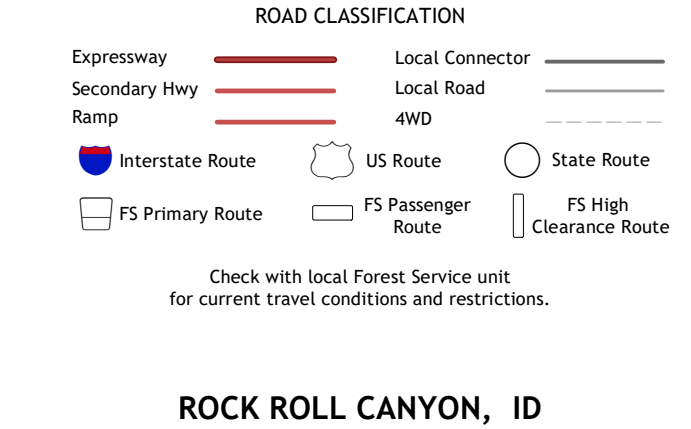 ROAD CLASSIFICATION
Expressway
Local Connector
Secondary Hwy
Local Road
Ramp
4WD
Interstate Route
US Route
State Route
FS Primary Route
FS Passenger
Route
FS High
Clearance Route
Check with local Forest Service unit
for current travel conditions and restrictions.
ROCK ROLL CANYON, ID